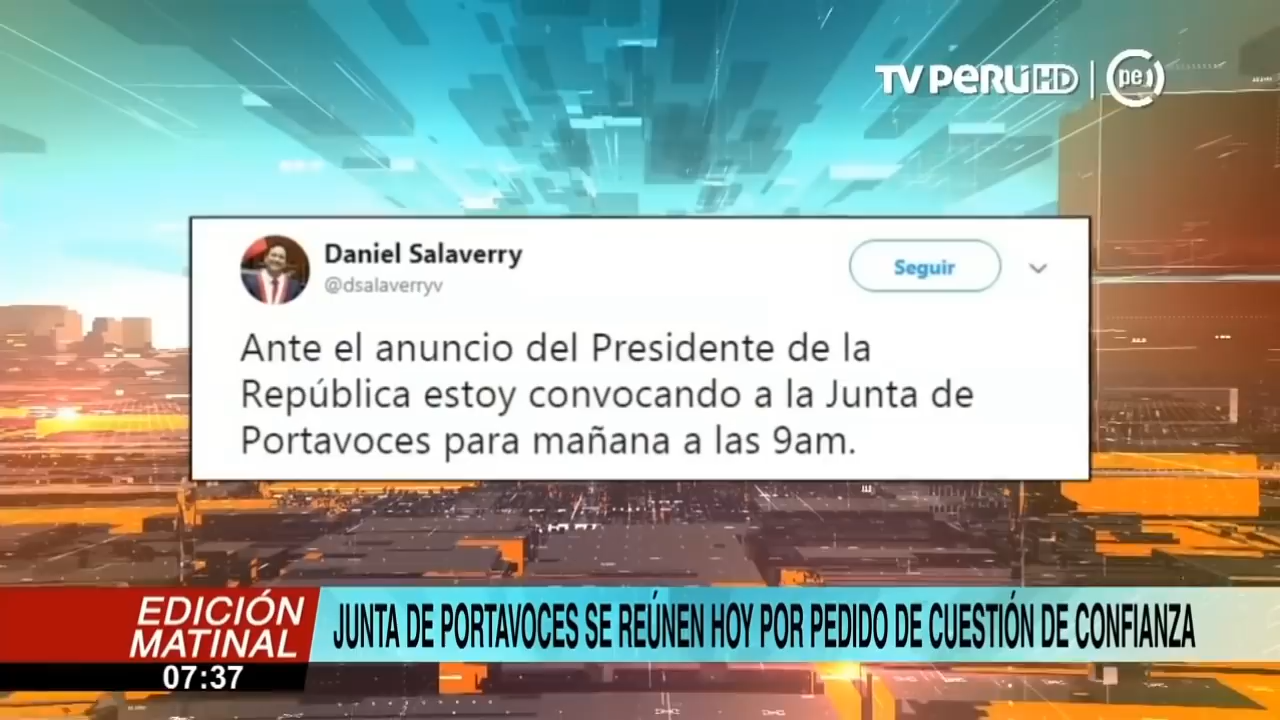 TV PERÚ HD
pe
Daniel Salaverry
@dsalaverryv
Seguir
Ante el anuncio del Presidente de la
República estoy convocando a la Junta de
Portavoces para mañana a las 9am.
EDICIÓN
MATINAL
07:37
JUNTA DE PORTAVOCES SE REÚNEN HOY POR PEDIDO DE CUESTIÓN DE CONFIANZA